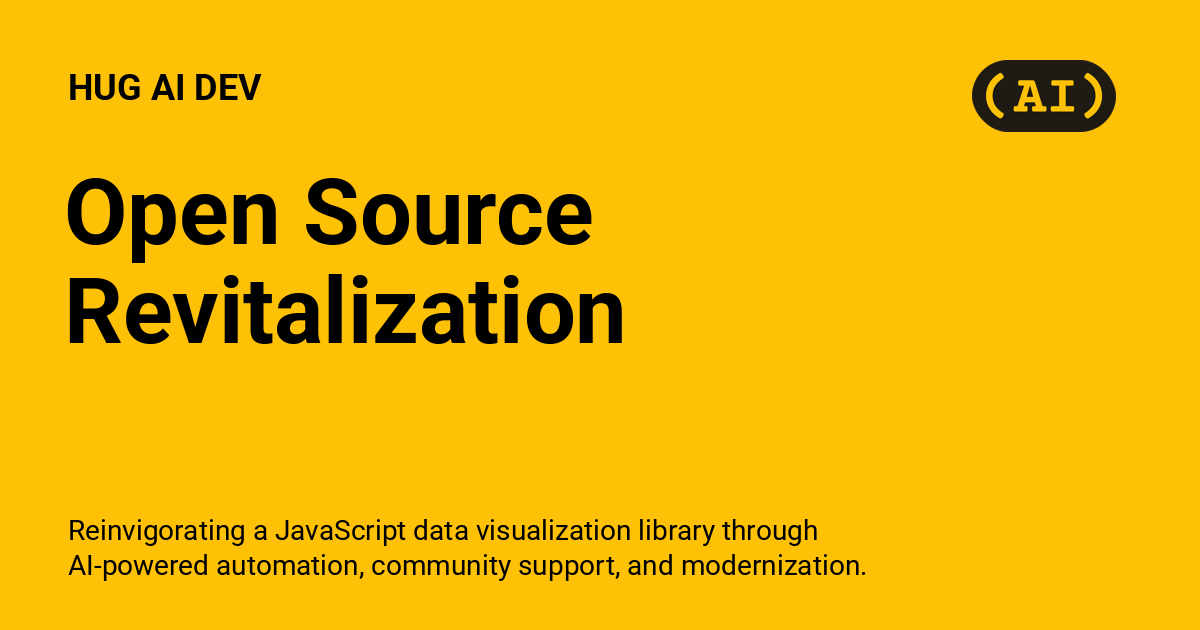 HUG AI DEV
(AI)
Open Source
Revitalization
Reinvigorating a JavaScript data visualization library through
AI-powered automation, community support, and modernization.